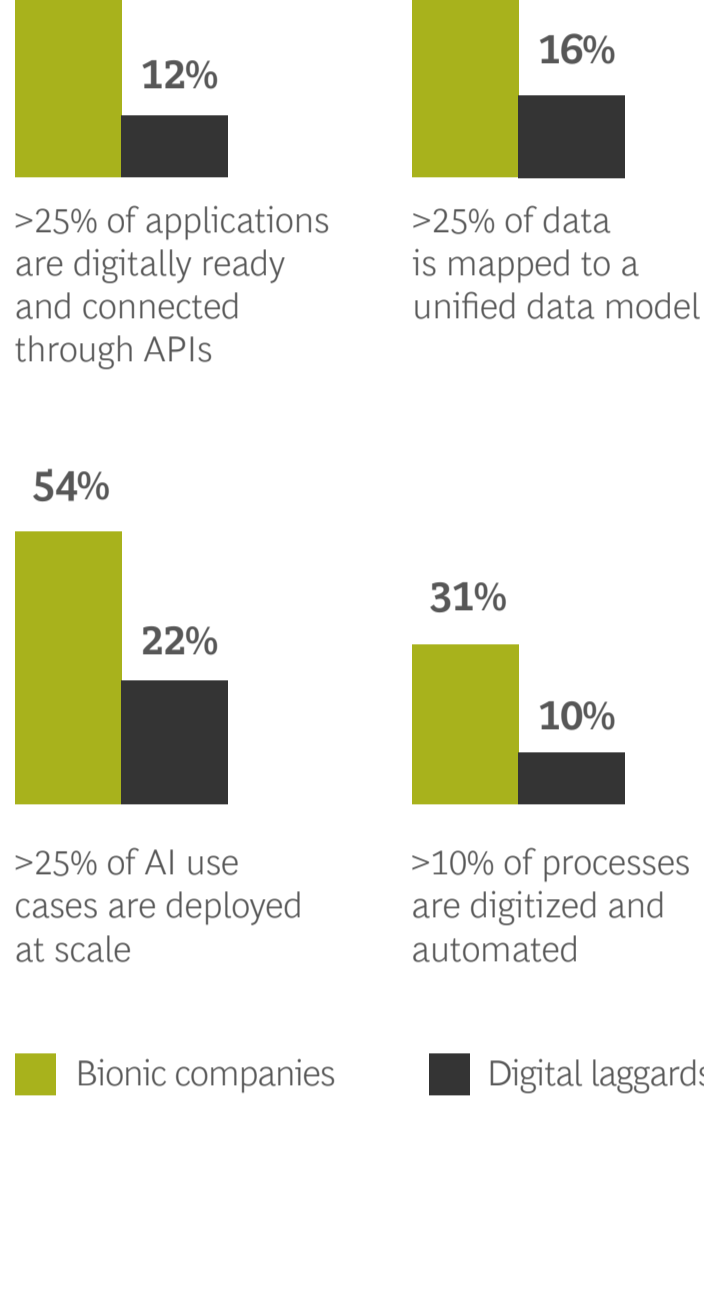 12%
16%
>25% of applications
are digitally ready
and connected
through APIs
>25% of data
is mapped to a
unified data model
54%
22%
31%
10%
>25% of AI use
cases are deployed
at scale
>10% of processes
are digitized and
automated
Bionic companies
Digital laggards